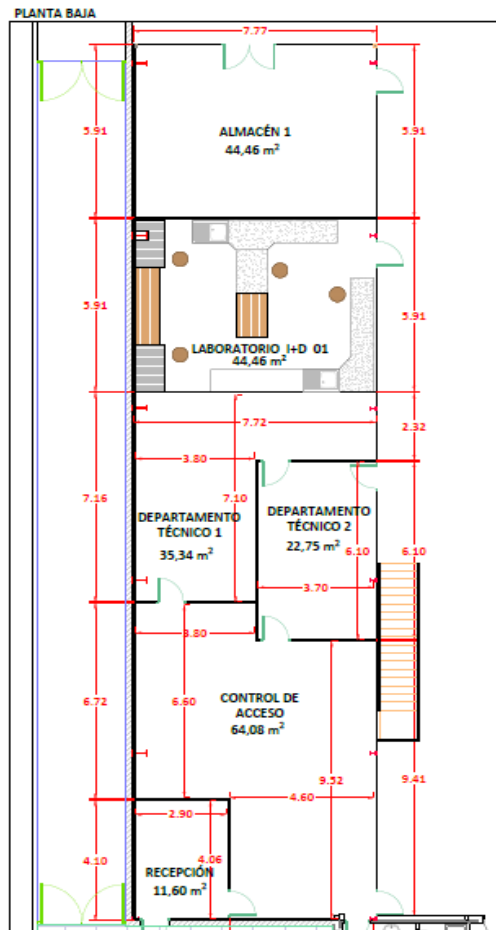 PLANTA BAJA
7.77
5.91
5.91
ALMACÉN 1
44,46 m²
5.91
5.91
LABORATORIO I+D 01
44,46 m²
2.32
7.72
3.80
7.16
7.10
DEPARTAMENTO
TÉCNICO 1
35,34 m²
DEPARTAMENTO
TÉCNICO 2
22,75 m²
6.10
6.10
3.70
3.80
6.72
6.60
CONTROL DE
ACCESO
64,08 m²
9.52
4.60
9.41
2.90
4.10
4.06
RECEPCIÓN
11,60 m²